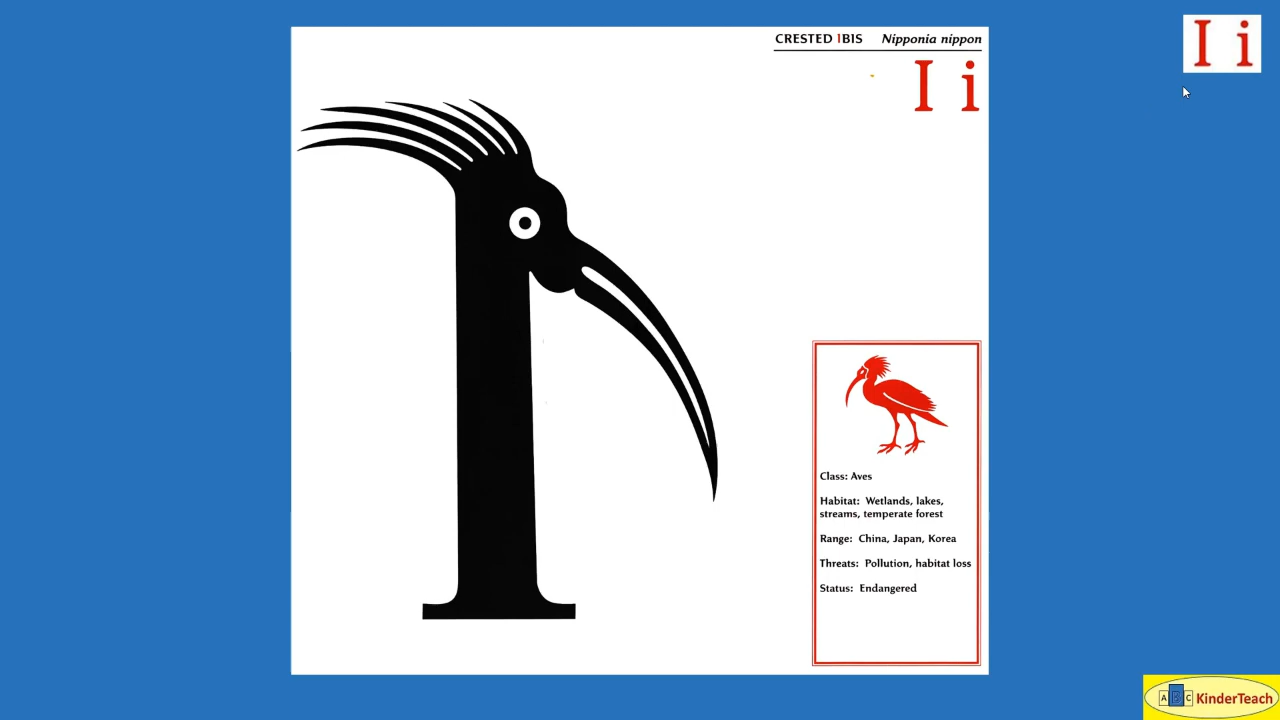 CRESTED IBIS Nipponia nippon
I i
I i
Class: Aves
Habitat: Wetlands, lakes,
streams, temperate forest
Range: China, Japan, Korea
Threats: Pollution, habitat loss
Status: Endangered
A B C KinderTeach